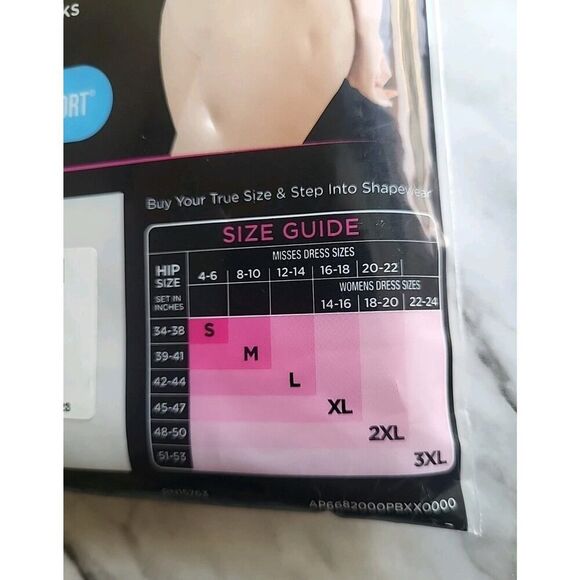 KS
ORT®
Buy Your True Size & Step Into Shapewear
SIZE GUIDE
MISSES DRESS SIZES
HIP SIZE 4-6 8-10 12-14 16-18 20-22
WOMENS DRESS SIZES
SET IN INCHES 14-16 18-20 22-24
34-38 S
39-41 M
42-44 L
45-47 XL
48-50 2XL
51-53 3XL
AP6682000PBXX0000